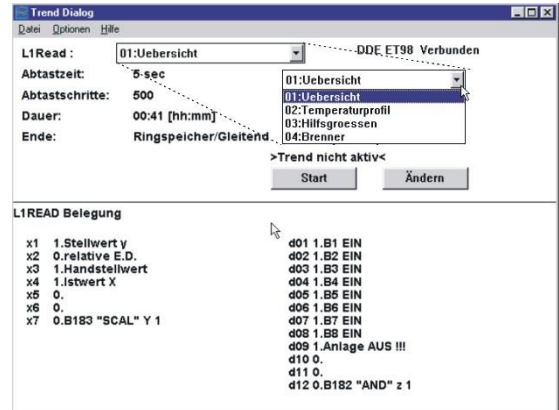 Trend Dialog
Datei Optionen Hilfe
L1Read : 01:Uebersicht DDE ET98 Verbunden
Abtastzeit: 5 sec
Abtastschritte: 500
Dauer: 00:41 [hh:mm]
Ende: Ringspeicher/Gleitend
01:Uebersicht
01:Uebersicht
02:Temperaturprofil
03:Hilfsgroessen
04:Brenner
>Trend nicht aktiv<
Start Ändern
L1READ Belegung
x1 1.Stellwert y
x2 0.relative E.D.
x3 1.Handstellwert
x4 1.Istwert X
x5 0.
x6 0.
x7 0.B183 "SCAL" Y 1
d01 1.B1 EIN
d02 1.B2 EIN
d03 1.B3 EIN
d04 1.B4 EIN
d05 1.B5 EIN
d06 1.B6 EIN
d07 1.B7 EIN
d08 1.B8 EIN
d09 1.Anlage AUS !!!
d10 0.
d11 0.
d12 0.B182 "AND" z 1